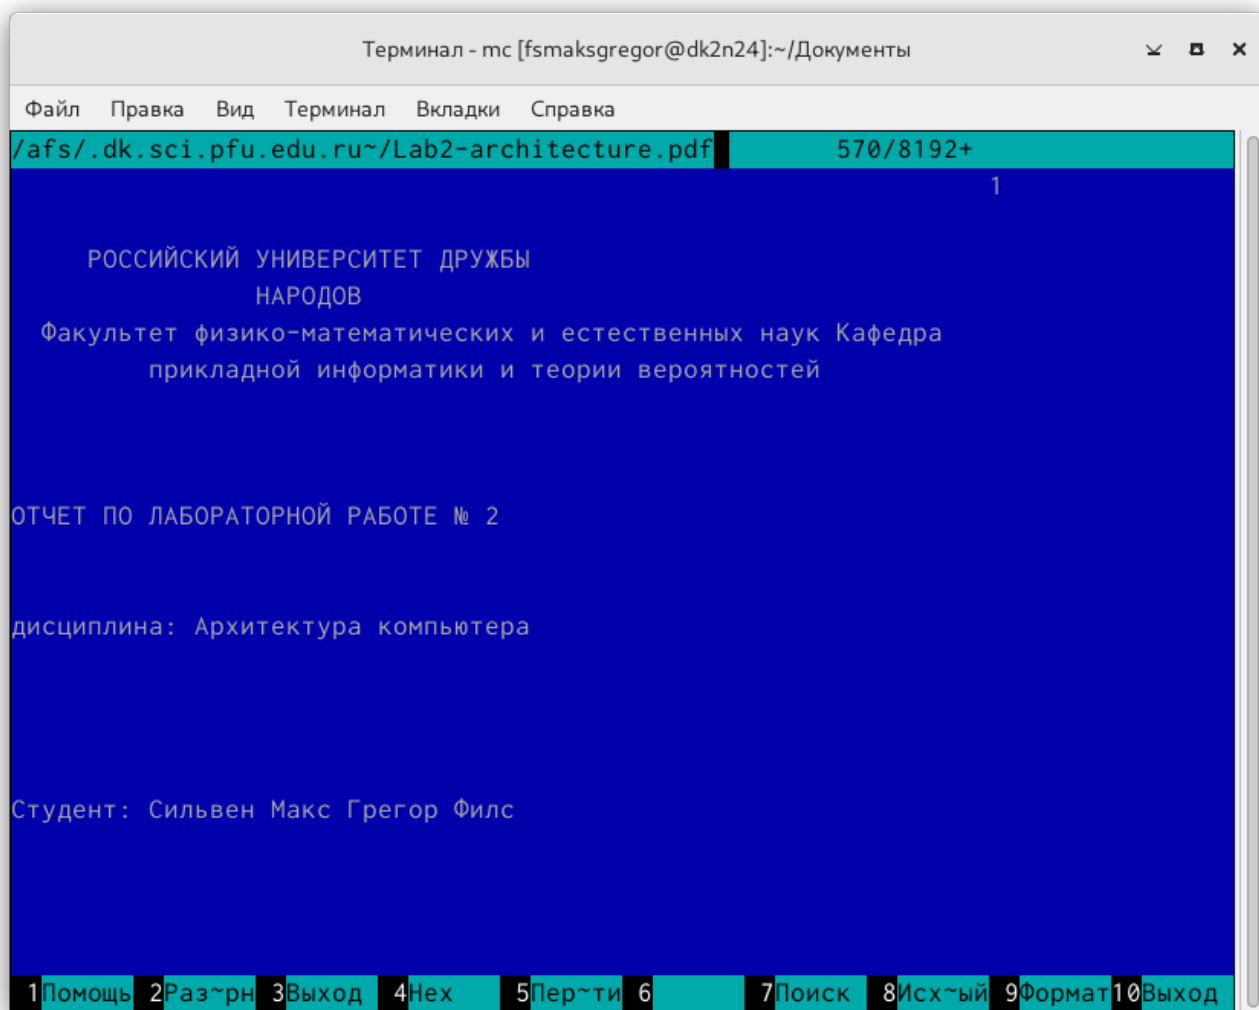 Терминал - mc [fsmaksgregor@dk2n24]:~/Документы
Файл Правка Вид Терминал Вкладки Справка
/afs/.dk.sci.pfu.edu.ru~/Lab2-architecture.pdf 570/8192+
1
РОССИЙСКИЙ УНИВЕРСИТЕТ ДРУЖБЫ
НАРОДОВ
Факультет физико-математических и естественных наук Кафедра
прикладной информатики и теории вероятностей
ОТЧЕТ ПО ЛАБОРАТОРНОЙ РАБОТЕ № 2
дисциплина: Архитектура компьютера
Студент: Сильвен Макс Грегор Филс
1Помощь 2Раз~рн 3Выход 4Hex 5Пер~ти 6 7Поиск 8Исх~ый 9Формат 10Выход